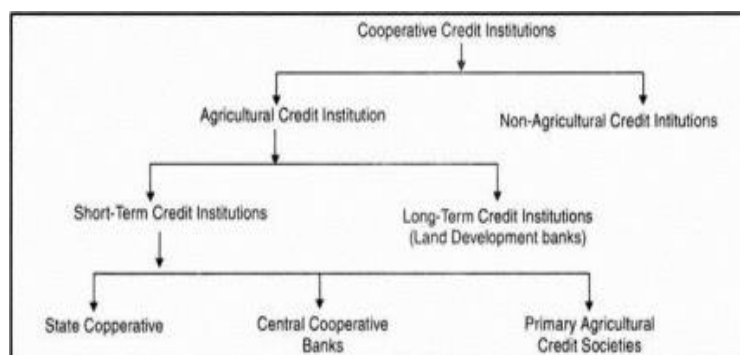 Cooperative Credit Institutions
Agricultural Credit Institution
Non-Agricultural Credit Intitutions
Short-Term Credit Institutions
Long-Term Credit Institutions
(Land Development banks)
State Copperative
Central Cooperative
Banks
Primary Agricultural
Credit Societies